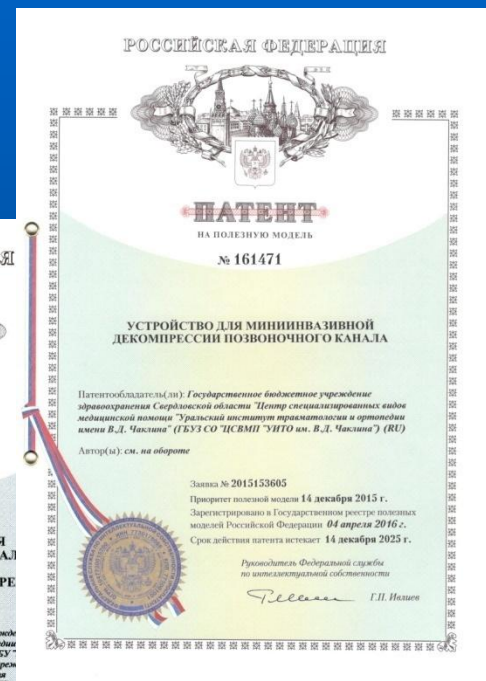 РОССИЙСКАЯ ФЕДЕРАЦИЯ
ПАТЕНТ
НА ПОЛЕЗНУЮ МОДЕЛЬ
№ 161471
УСТРОЙСТВО ДЛЯ МИНИИНВАЗИВНОЙ
ДЕКОМПРЕССИИ ПОЗВОНОЧНОГО КАНАЛА
Патентообладатель(ли): Государственное бюджетное учреждение
здравоохранения Свердловской области "Центр специализированных видов
медицинской помощи "Уральский институт травматологии и ортопедии
имени В.Д. Чаклина" (ГБУЗ СО "ЦСВМП "УИТО им. В.Д. Чаклина") (RU)
Автор(ы): см. на обороте
Заявка № 2015153605
Приоритет полезной модели 14 декабря 2015 г.
Зарегистрировано в Государственном реестре полезных
моделей Российской Федерации 04 апреля 2016 г.
Срок действия патента истекает 14 декабря 2025 г.
Руководитель Федеральной службы
по интеллектуальной собственности
Г.П. Ивлиев